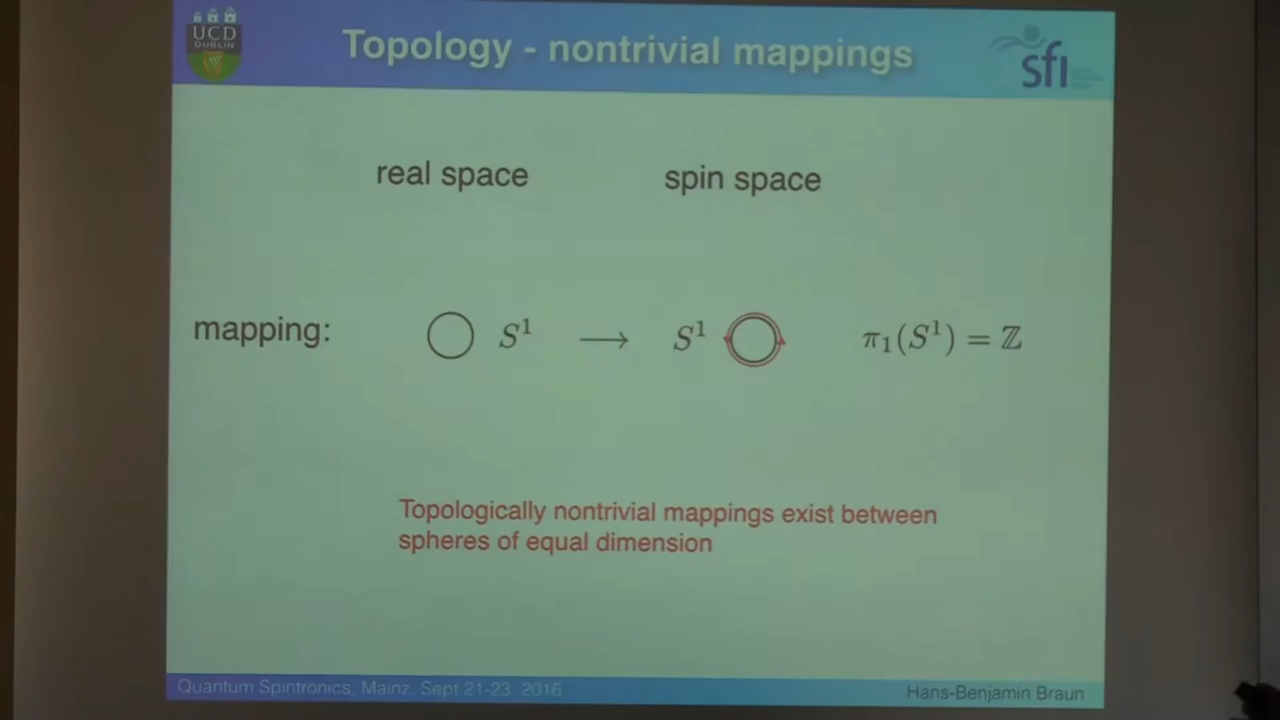 UCD
DUBLIN
Topology - nontrivial mappings
sfi
real space
spin space
mapping:
S¹ ⟶ S¹
π₁(S¹) = ℤ
Topologically nontrivial mappings exist between
spheres of equal dimension
Quantum Spintronics, Mainz, Sept 21-23, 2016
Hans-Benjamin Braun